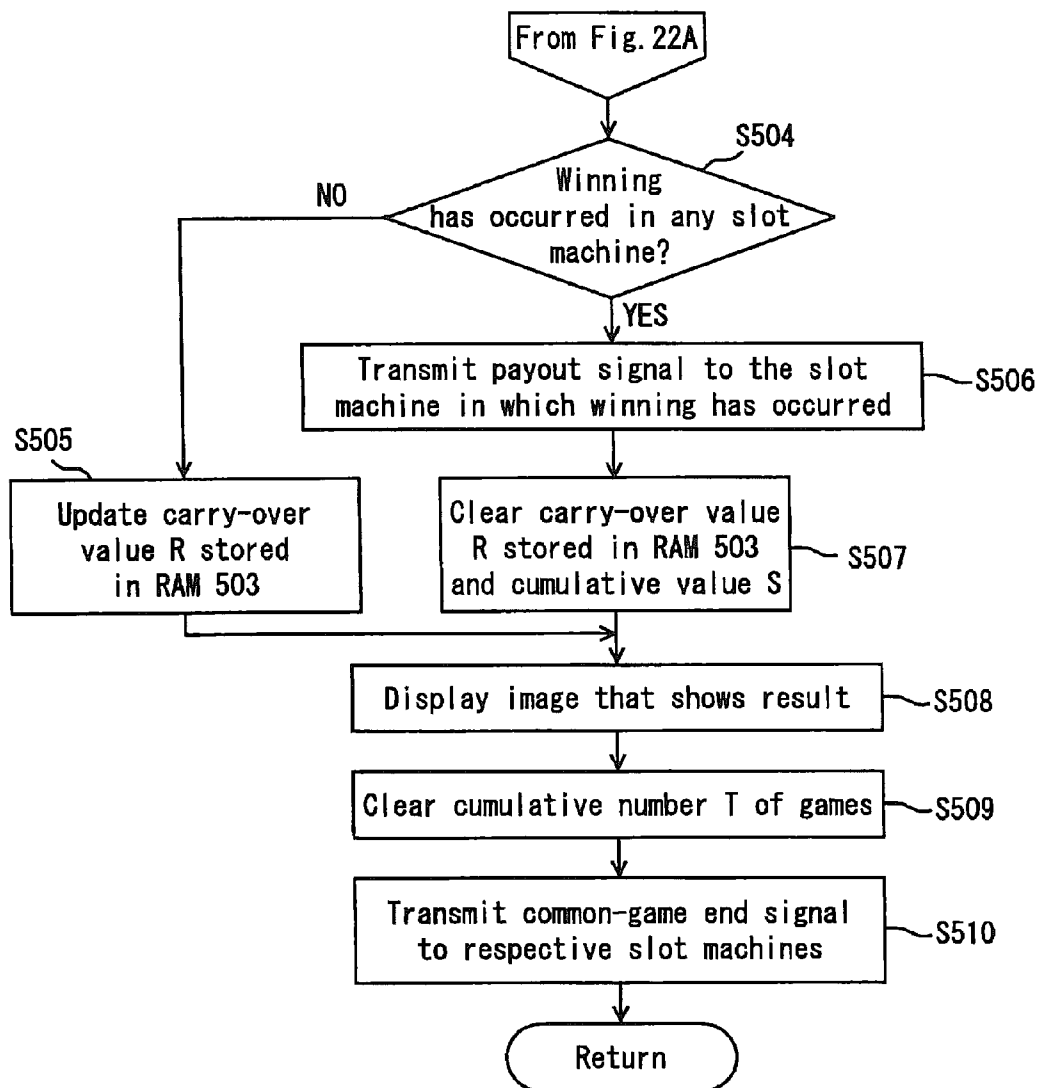 From Fig. 22A
S504
Winning
has occurred in any slot
machine?
NO
YES
Transmit payout signal to the slot
machine in which winning has occurred
S506
S505
Update carry-over
value R stored
in RAM 503
Clear carry-over value
R stored in RAM 503
and cumulative value S
S507
Display image that shows result
S508
Clear cumulative number T of games
S509
Transmit common-game end signal
to respective slot machines
S510
Return